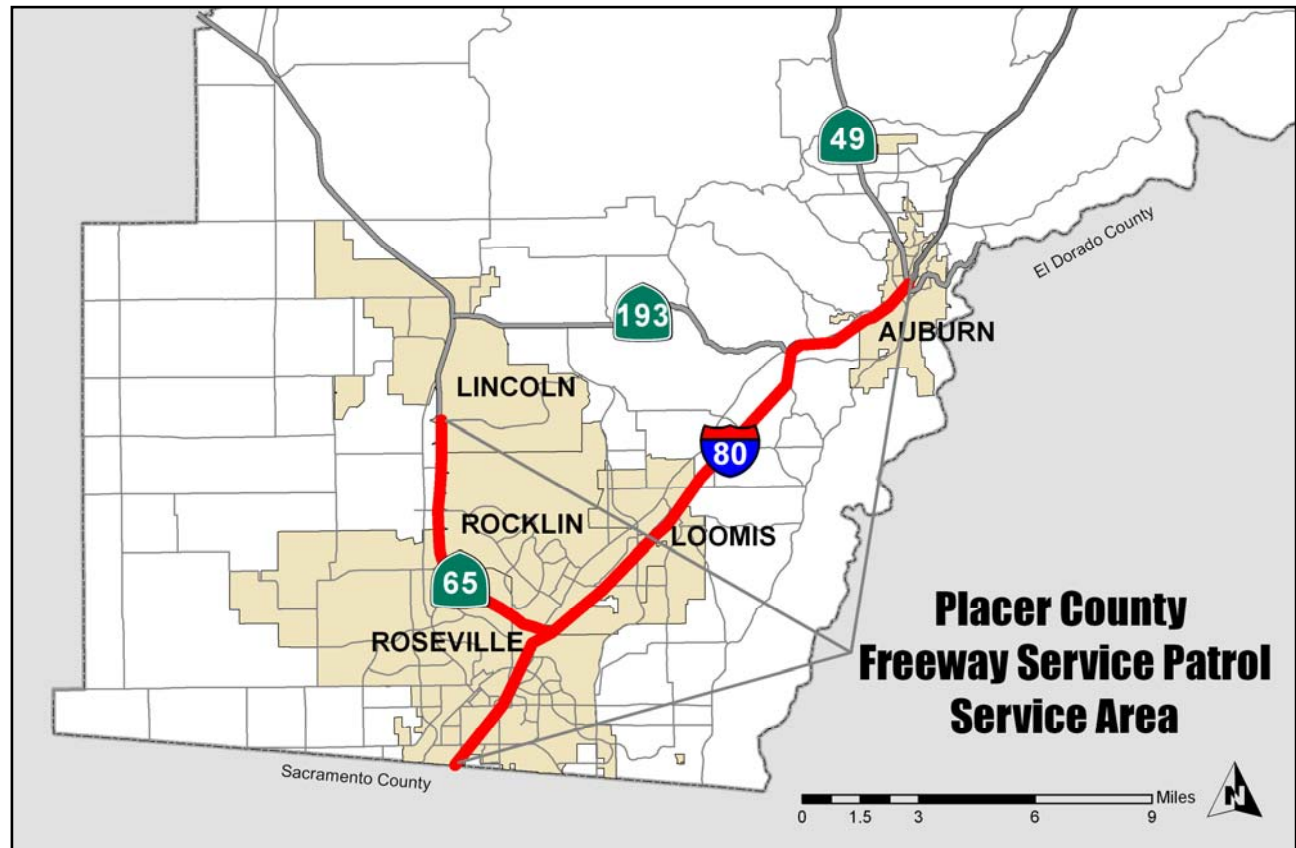 49
El Dorado County
193
AUBURN
LINCOLN
80
ROCKLIN
LOOMIS
65
ROSEVILLE
Placer County
Freeway Service Patrol
Service Area
Sacramento County
Miles
0 1.5 3 6 9
N